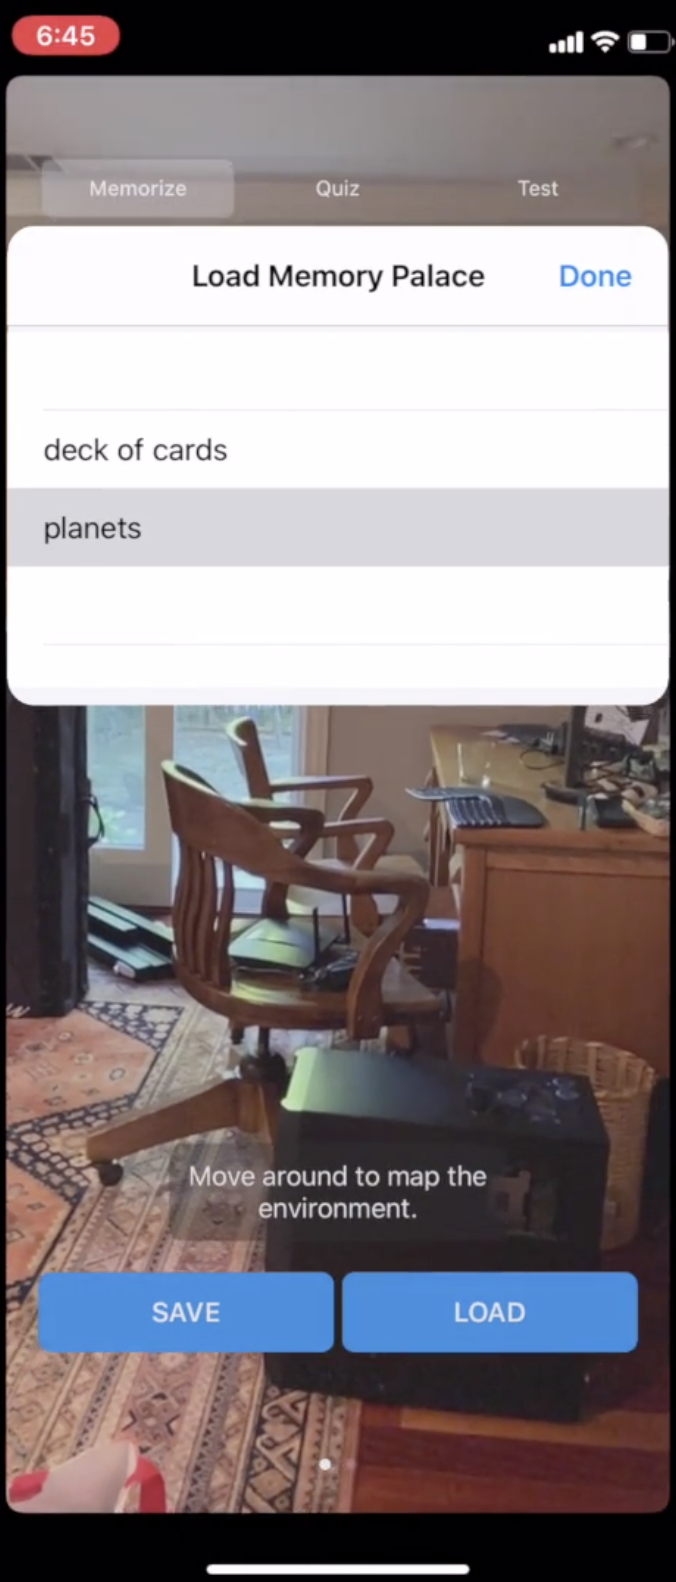 6:45
Memorize
Quiz
Test
Load Memory Palace
Done
deck of cards
planets
Move around to map the
environment.
SAVE
LOAD